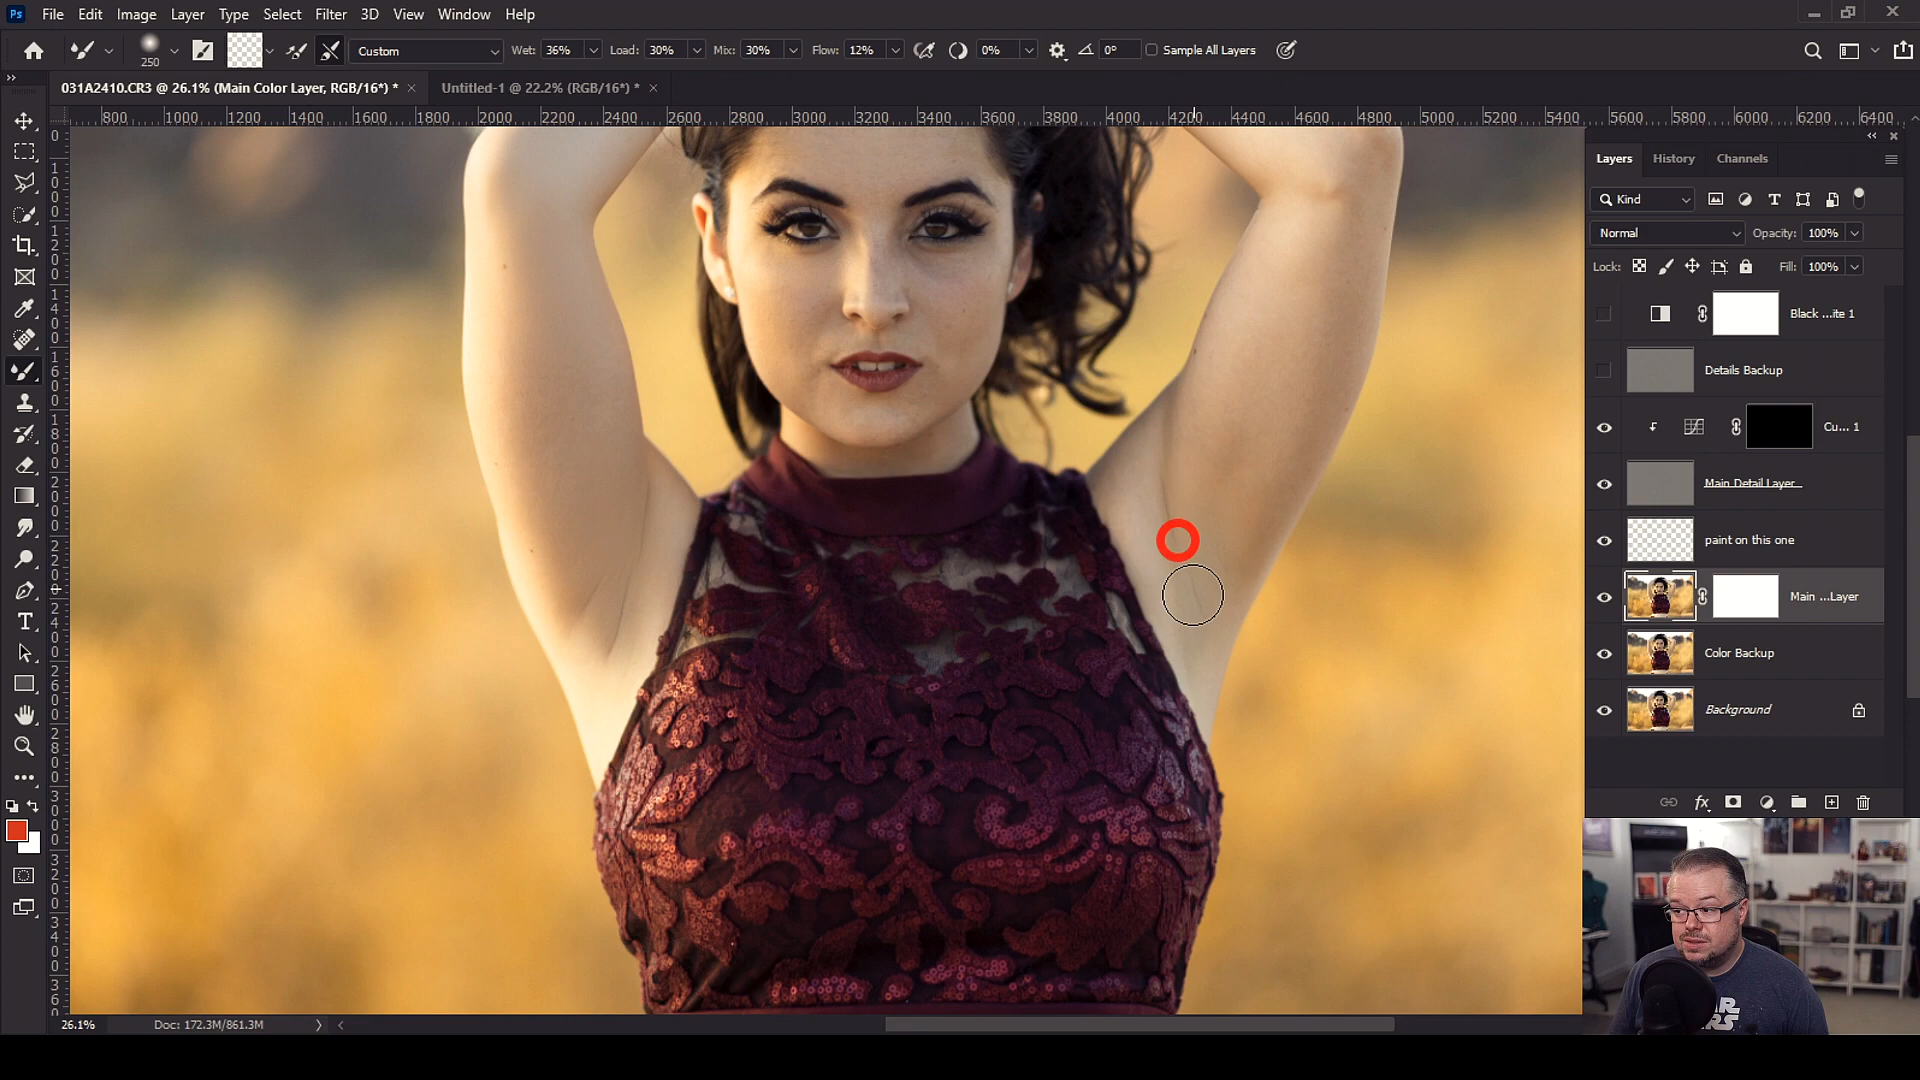 Ps File Edit Image Layer Type Select Filter 3D View Window Help
250 Custom Wet: 36% Load: 30% Mix: 30% Flow: 12% 0% 0° Sample All Layers
031A2410.CR3 @ 26.1% (Main Color Layer, RGB/16*) * × Untitled-1 @ 22.2% (RGB/16*) * ×
800 1000 1200 1400 1600 1800 2000 2200 2400 2600 2800 3000 3200 3400 3600 3800 4000 4200 4400 4600 4800 5000 5200 5400 5600 5800 6000 6200 6400
Layers History Channels
Kind
Normal Opacity: 100%
Lock: Fill: 100%
Black ...ite 1
Details Backup
Cu... 1
Main Detail Layer
paint on this one
Main ...Layer
Color Backup
Background
fx
26.1% Doc: 172.3M/861.3M